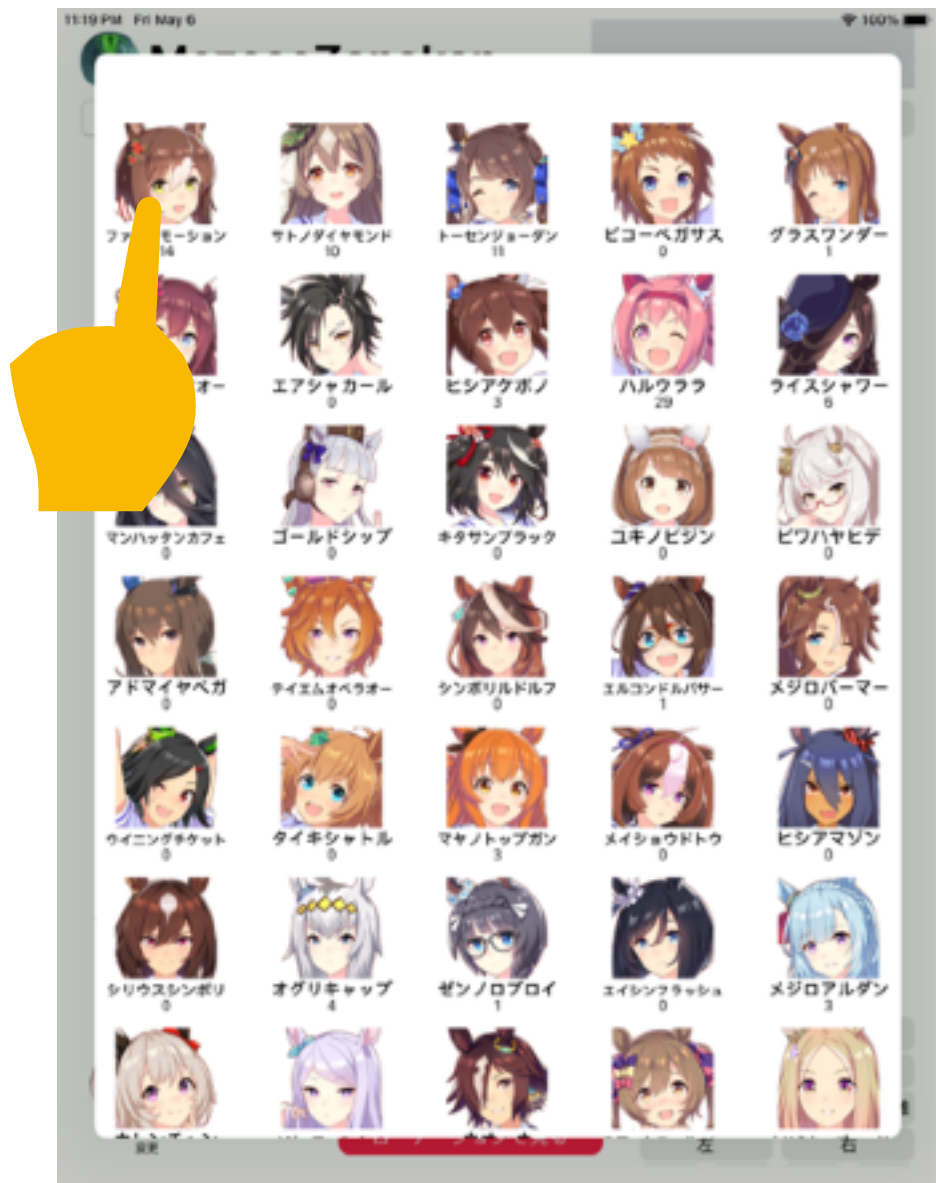 11:19 PM Fri May 6
100%
サトノダイヤモンド
トーセンジョーダン
ビコーペガサス
グラスワンダー
14
10
11
0
1
エアシャカール
ヒシアケボノ
ハルウララ
ライスシャワー
0
3
29
6
マンハッタンカフェ
ゴールドシップ
キタサンブラック
ユキノビジン
ビワハヤヒデ
0
0
0
0
0
アドマイヤベガ
テイエムオペラオー
シンボリルドルフ
エルコンドルパサー
メジロパーマー
0
0
0
1
0
ウイニングチケット
タイキシャトル
マヤノトップガン
メイショウドトウ
ヒシアマゾン
0
0
3
0
0
シリウスシンボリ
オグリキャップ
ゼンノロブロイ
エイシンフラッシュ
メジロアルダン
0
4
1
0
3
変更
左
右